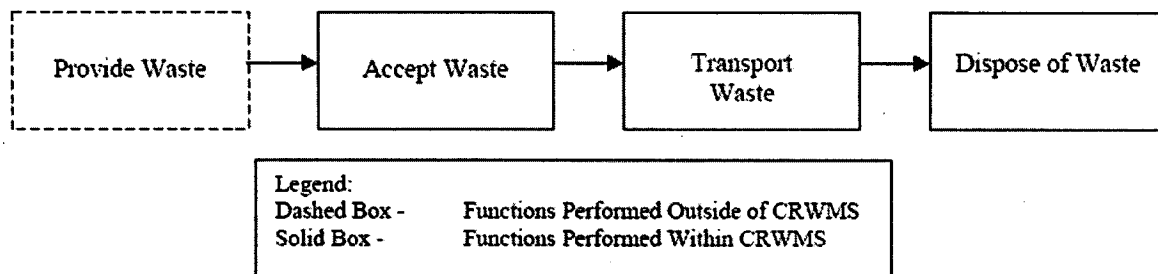 Provide Waste
Accept Waste
Transport
Waste
Dispose of Waste
Legend:
Dashed Box - Functions Performed Outside of CRWMS
Solid Box - Functions Performed Within CRWMS